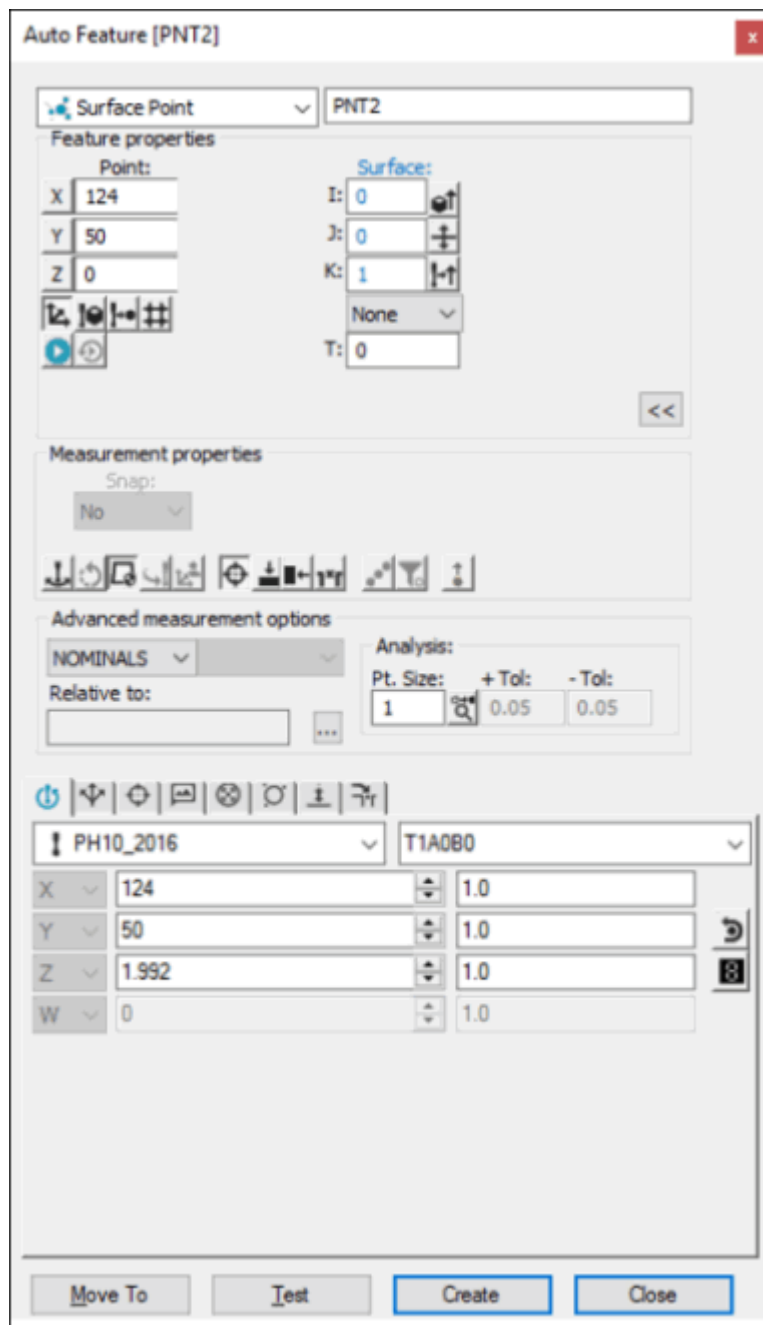 Auto Feature [PNT2]
x
Surface Point PNT2
Feature properties
Point: Surface:
X 124 I: 0
Y 50 J: 0
Z 0 K: 1
None
T: 0
<<
Measurement properties
Snap:
No
Advanced measurement options
NOMINALS
Analysis:
Pt. Size: + Tol: - Tol:
1 0.05 0.05
Relative to:
...
PH10_2016 T1A0B0
X 124 1.0
Y 50 1.0
Z 1.992 1.0
8
W 0 1.0
Move To Test Create Close